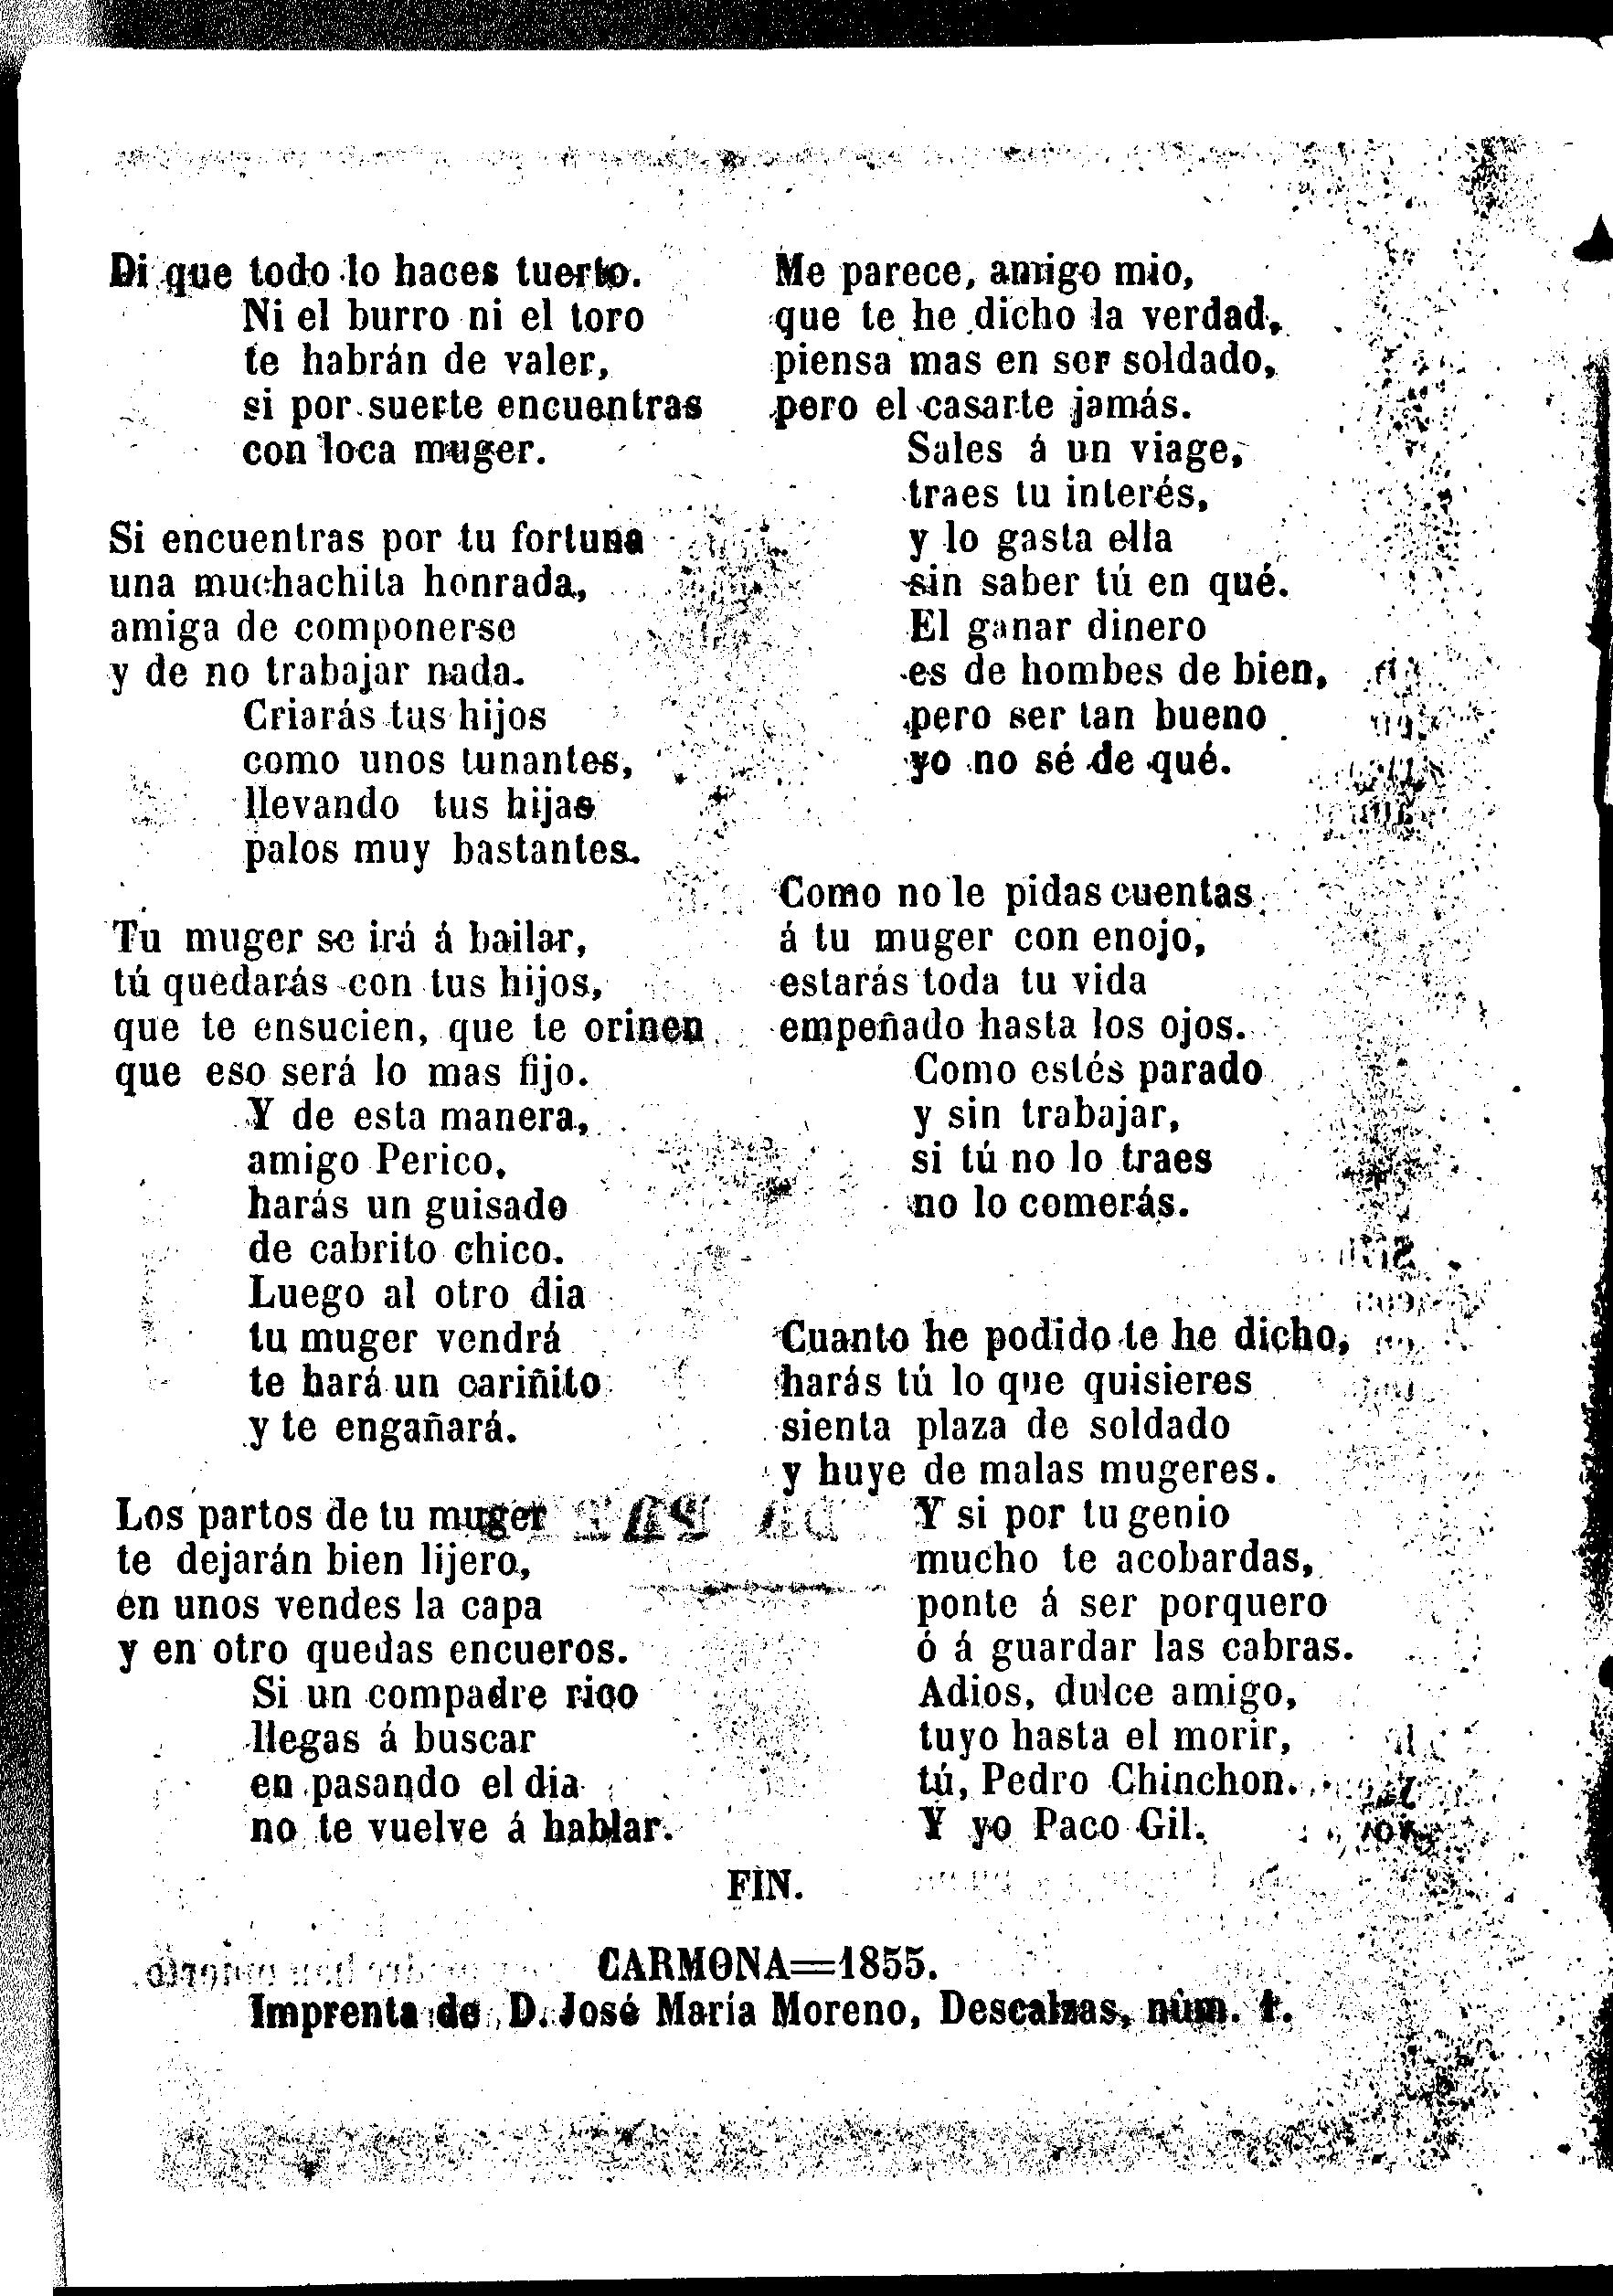 Di que todo lo haces tuerto.
Ni el burro ni el toro
te habrán de valer,
si por suerte encuentras
con loca muger.
Si encuentras por tu fortuna
una muchachita honrada,
amiga de componerse
y de no trabajar nada.
Criarás tus hijos
como unos tunantes,
llevando tus hijas
palos muy bastantes.
Tu muger se irá á bailar,
tú quedarás con tus hijos,
que te ensucien, que te orinen
que eso será lo mas fijo.
Y de esta manera,
amigo Perico,
harás un guisado
de cabrito chico.
Luego al otro dia
tu muger vendrá
te hará un cariñito
y te engañará.
Los partos de tu muger
te dejarán bien lijero,
en unos vendes la capa
y en otro quedas encueros.
Si un compadre rico
llegas á buscar
en pasando el dia
no te vuelve á hablar.
Me parece, amigo mio,
que te he dicho la verdad,
piensa mas en ser soldado,
pero el casarte jamás.
Sales á un viage,
traes tu interés,
y lo gasta ella
sin saber tú en qué.
El ganar dinero
es de hombes de bien,
pero ser tan bueno
yo no sé de qué.
Como no le pidas cuentas
á tu muger con enojo,
estarás toda tu vida
empeñado hasta los ojos.
Como estés parado
y sin trabajar,
si tú no lo traes
no lo comerás.
Cuanto he podido te he dicho,
harás tú lo que quisieres
sienta plaza de soldado
y huye de malas mugeres.
Y si por tu genio
mucho te acobardas,
ponte á ser porquero
ó á guardar las cabras.
Adios, dulce amigo,
tuyo hasta el morir,
tú, Pedro Chinchon.
Y yo Paco Gil.
FIN.
CARMONA=1855.
Imprenta de D. José María Moreno, Descalzas, núm. 1.